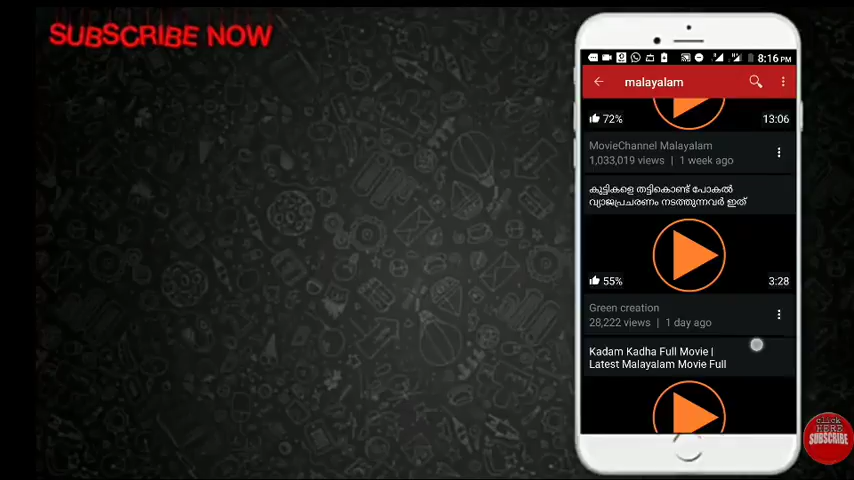 SUBSCRIBE NOW
8:16 PM
malayalam
72%
13:06
MovieChannel Malayalam
1,033,019 views | 1 week ago
കുട്ടികളെ തട്ടികൊണ്ട് പോകൽ
വ്യാജപ്രചരണം നടത്തുന്നവർ ഇത്
55%
3:28
Green creation
28,222 views | 1 day ago
Kadam Kadha Full Movie |
Latest Malayalam Movie Full
click
HERE
SUBSCRIBE